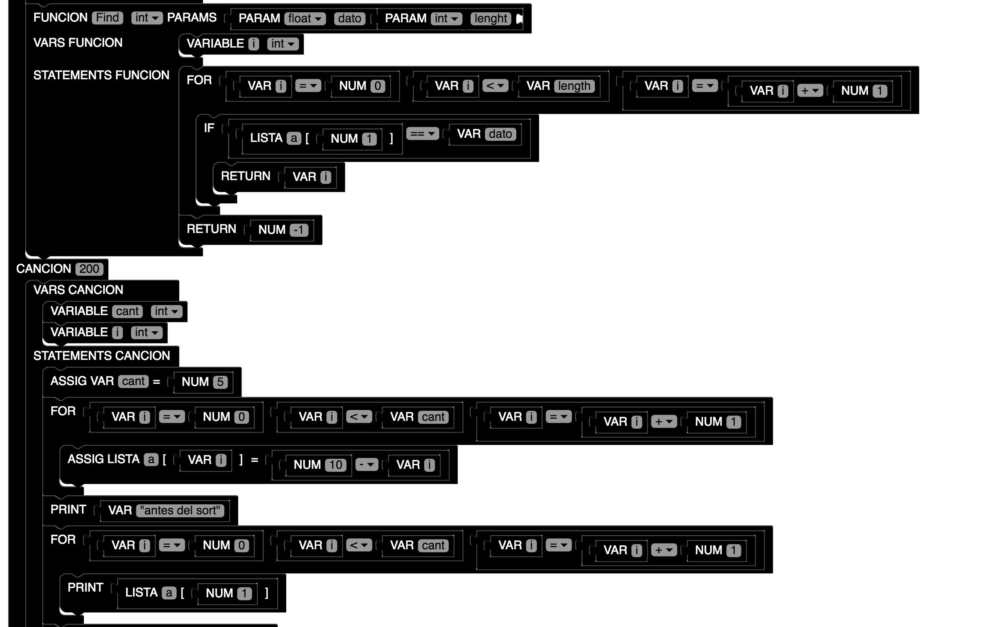 FUNCION Find int PARAMS PARAM float dato PARAM int lenght
VARS FUNCION VARIABLE i int
STATEMENTS FUNCION FOR VAR i = NUM 0 VAR i < VAR length VAR i = VAR i + NUM 1
IF LISTA a [ NUM 1 ] == VAR dato
RETURN VAR i
RETURN NUM -1
CANCION 200
VARS CANCION
VARIABLE cant int
VARIABLE i int
STATEMENTS CANCION
ASSIG VAR cant = NUM 5
FOR VAR i = NUM 0 VAR i < VAR cant VAR i = VAR i + NUM 1
ASSIG LISTA a [ VAR i ] = NUM 10 - VAR i
PRINT VAR "antes del sort"
FOR VAR i = NUM 0 VAR i < VAR cant VAR i = VAR i + NUM 1
PRINT LISTA a [ NUM 1 ]